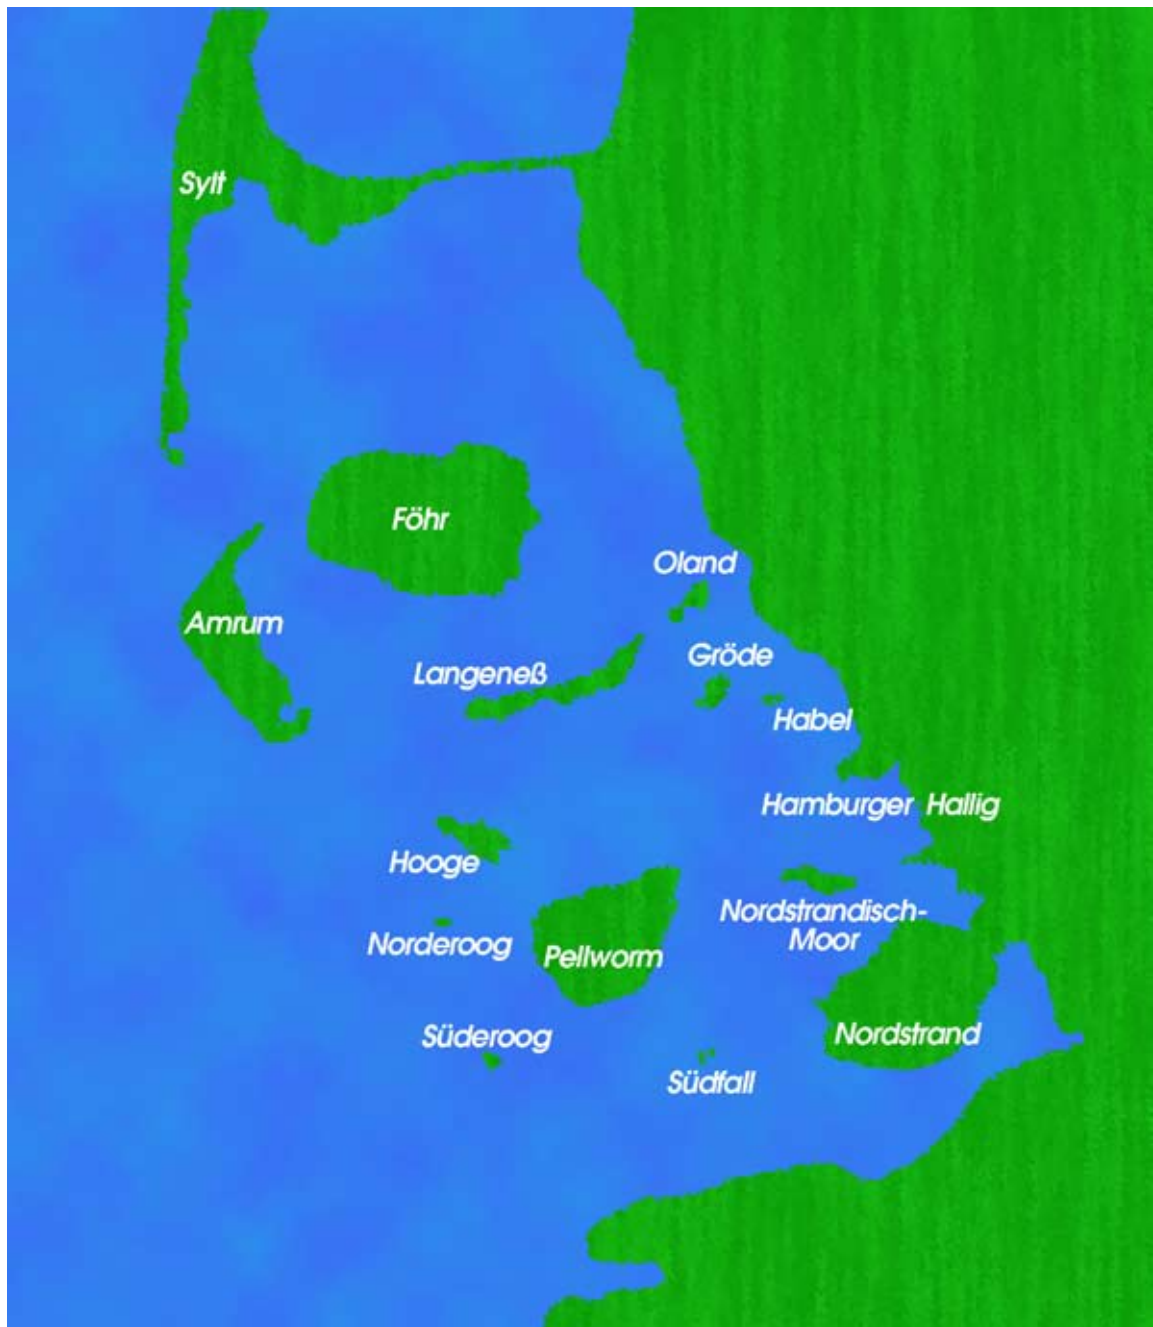 Sylt
Föhr
Oland
Amrum
Gröde
Langeneß
Habel
Hamburger Hallig
Hooge
Nordstrandisch-
Moor
Norderoog
Pellworm
Süderoog
Nordstrand
Südfall